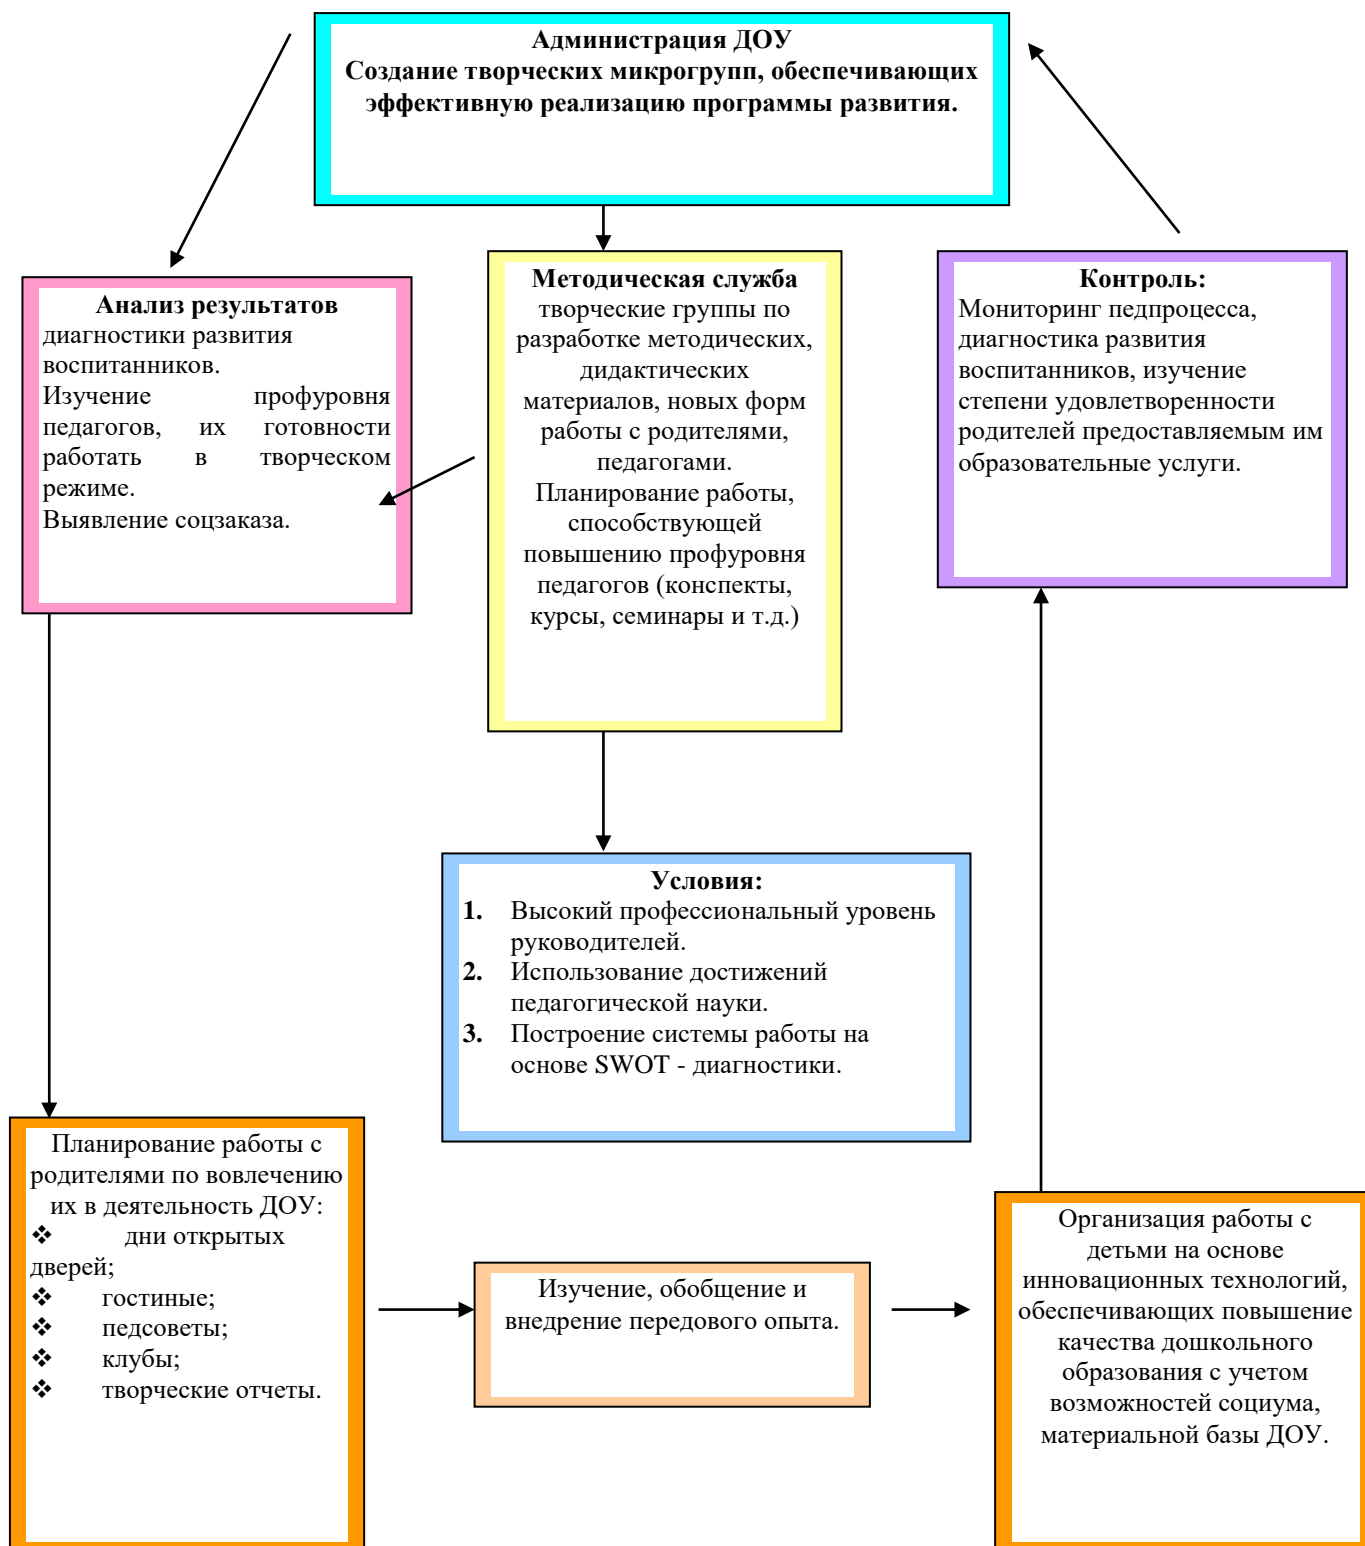 Администрация ДОУ
Создание творческих микрогрупп, обеспечивающих
эффективную реализацию программы развития.
Анализ результатов
диагностики развития
воспитанников.
Изучение профуровня
педагогов, их готовности
работать в творческом
режиме.
Выявление соцзаказа.
Методическая служба
творческие группы по
разработке методических,
дидактических
материалов, новых форм
работы с родителями,
педагогами.
Планирование работы,
способствующей
повышению профуровня
педагогов (конспекты,
курсы, семинары и т.д.)
Контроль:
Мониторинг педпроцесса,
диагностика развития
воспитанников, изучение
степени удовлетворенности
родителей предоставляемым им
образовательные услуги.
Условия:
1. Высокий профессиональный уровень
руководителей.
2. Использование достижений
педагогической науки.
3. Построение системы работы на
основе SWOT - диагностики.
Планирование работы с
родителями по вовлечению
их в деятельность ДОУ:
❖ дни открытых
дверей;
❖ гостиные;
❖ педсоветы;
❖ клубы;
❖ творческие отчеты.
Изучение, обобщение и
внедрение передового опыта.
Организация работы с
детьми на основе
инновационных технологий,
обеспечивающих повышение
качества дошкольного
образования с учетом
возможностей социума,
материальной базы ДОУ.